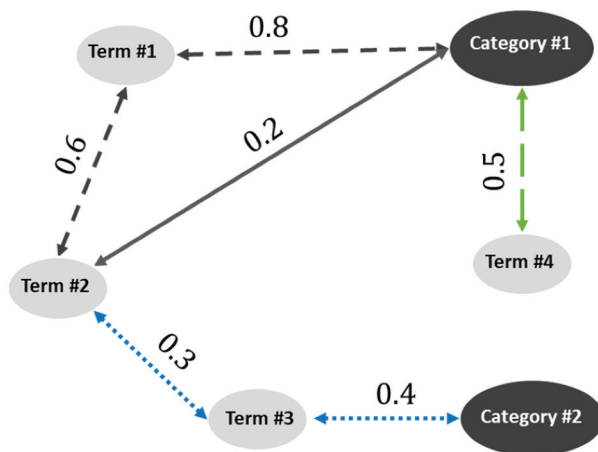 0.8
Term #1
Category #1
0.6
0.2
0.5
Term #4
Term #2
0.3
0.4
Term #3
Category #2